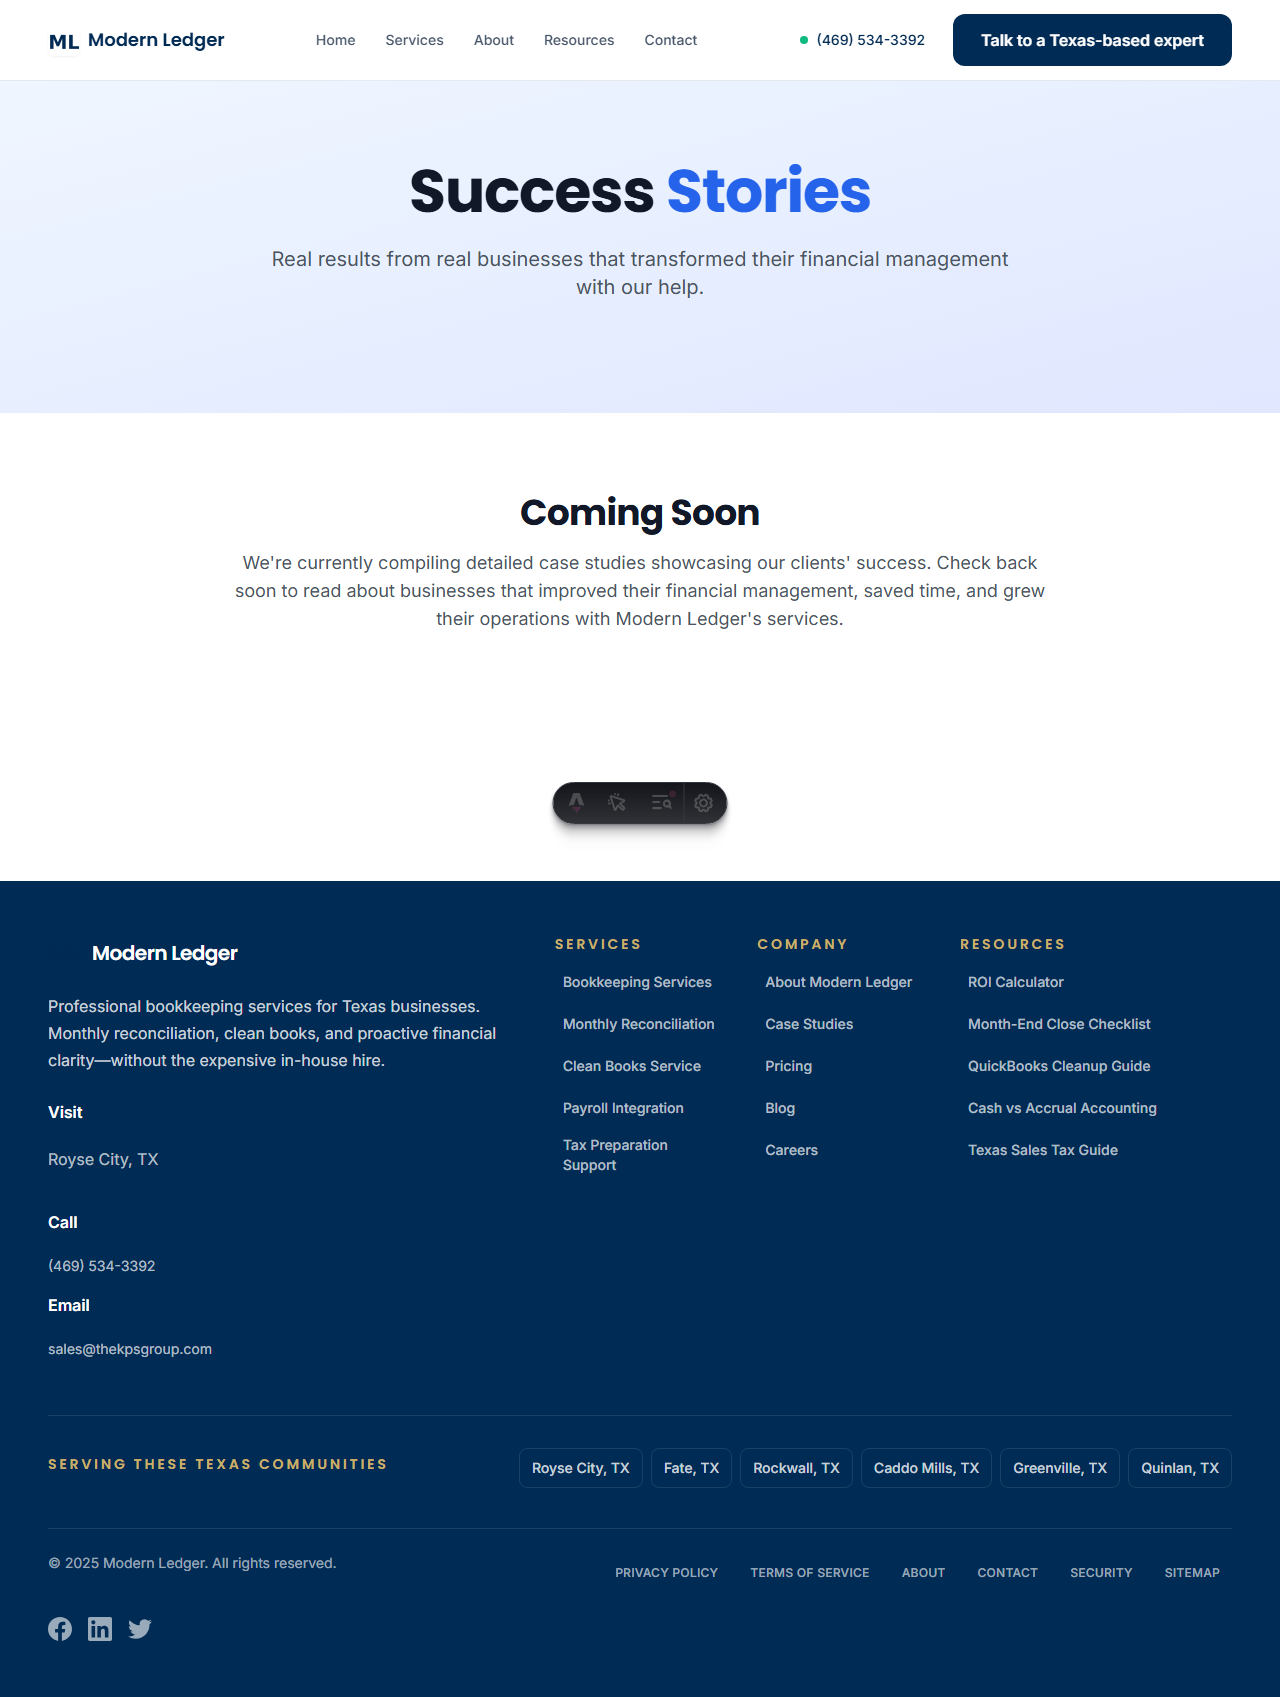 ML Modern Ledger
Home
Services
About
Resources
Contact
(469) 534-3392
Talk to a Texas-based expert
Success Stories
Real results from real businesses that transformed their financial management
with our help.
Coming Soon
We're currently compiling detailed case studies showcasing our clients' success. Check back
soon to read about businesses that improved their financial management, saved time, and grew
their operations with Modern Ledger's services.
Modern Ledger
Professional bookkeeping services for Texas businesses.
Monthly reconciliation, clean books, and proactive financial
clarity—without the expensive in-house hire.
Visit
Royse City, TX
Call
(469) 534-3392
Email
sales@thekpsgroup.com
SERVICES
Bookkeeping Services
Monthly Reconciliation
Clean Books Service
Payroll Integration
Tax Preparation
Support
COMPANY
About Modern Ledger
Case Studies
Pricing
Blog
Careers
RESOURCES
ROI Calculator
Month-End Close Checklist
QuickBooks Cleanup Guide
Cash vs Accrual Accounting
Texas Sales Tax Guide
SERVING THESE TEXAS COMMUNITIES
Royse City, TX
Fate, TX
Rockwall, TX
Caddo Mills, TX
Greenville, TX
Quinlan, TX
© 2025 Modern Ledger. All rights reserved.
PRIVACY POLICY
TERMS OF SERVICE
ABOUT
CONTACT
SECURITY
SITEMAP